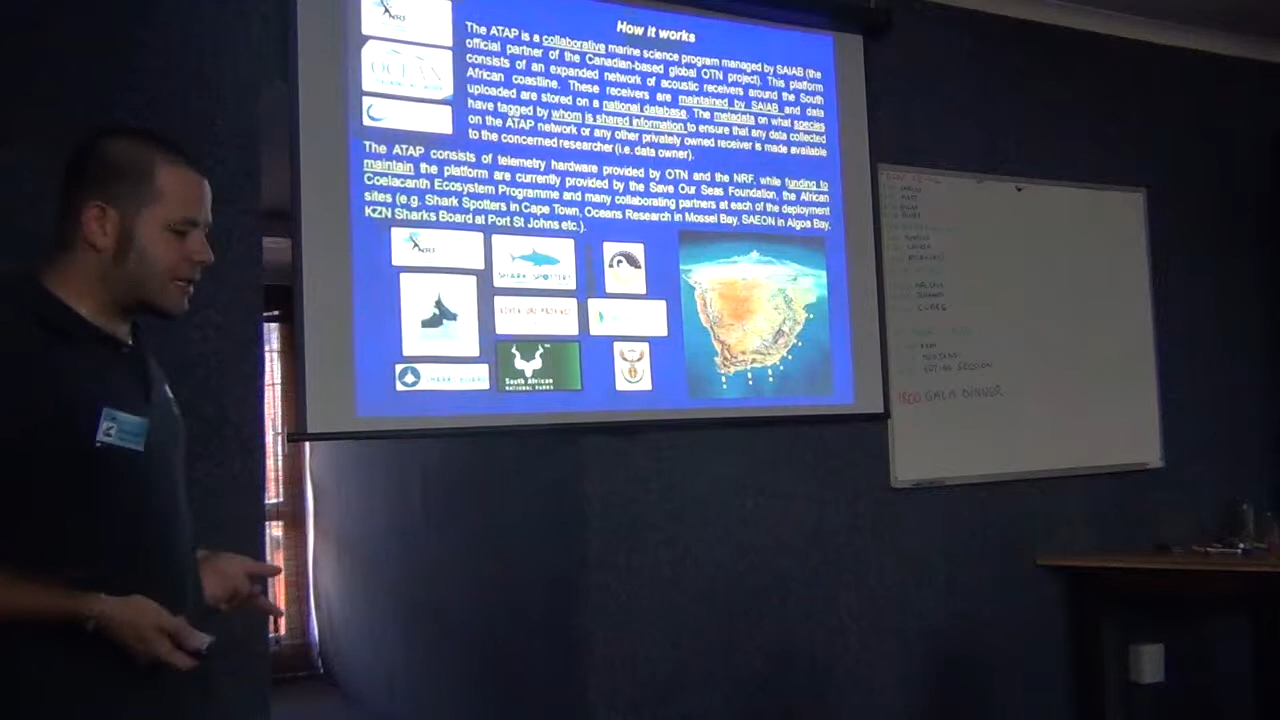 How it works
The ATAP is a collaborative marine science program managed by SAIAB (the
official partner of the Canadian-based global OTN project). This platform
consists of an expanded network of acoustic receivers around the South
African coastline. These receivers are maintained by SAIAB and data
uploaded are stored on a national database. The metadata on what species
have tagged by whom is shared information to ensure that any data collected
on the ATAP network or any other privately owned receiver is made available
to the concerned researcher (i.e. data owner).
The ATAP consists of telemetry hardware provided by OTN and the NRF, while funding to
maintain the platform are currently provided by the Save Our Seas Foundation, the African
Coelacanth Ecosystem Programme and many collaborating partners at each of the deployment
sites (e.g. Shark Spotters in Cape Town, Oceans Research in Mossel Bay, SAEON in Algoa Bay,
KZN Sharks Board at Port St Johns etc.).
NRF
OCEAN
NRF
SHARK SPOTTERS
South African
NATIONAL PARKS
1800 GALA DINNER